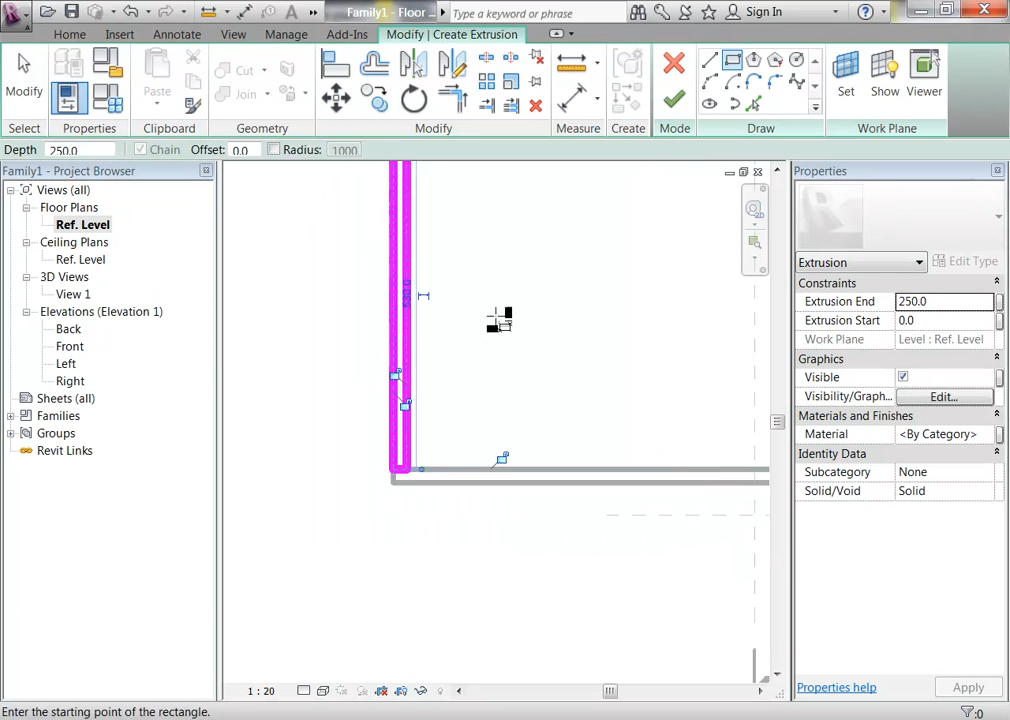 Family1 - Floor ...
Type a keyword or phrase
Sign In
Home
Insert
Annotate
View
Manage
Add-Ins
Modify | Create Extrusion
Modify
Paste
Cut
Join
Set
Show
Viewer
Select
Properties
Clipboard
Geometry
Modify
Measure
Create
Mode
Draw
Work Plane
Depth
250.0
Chain
Offset:
0.0
Radius:
1000
Family1 - Project Browser
Views (all)
Floor Plans
Ref. Level
Ceiling Plans
Ref. Level
3D Views
View 1
Elevations (Elevation 1)
Back
Front
Left
Right
Sheets (all)
Families
Groups
Revit Links
Properties
Extrusion
Edit Type
Constraints
Extrusion End
250.0
Extrusion Start
0.0
Work Plane
Level : Ref. Level
Graphics
Visible
Visibility/Graph...
Edit...
Materials and Finishes
Material
<By Category>
Identity Data
Subcategory
None
Solid/Void
Solid
Properties help
Apply
1 : 20
Enter the starting point of the rectangle.
:0